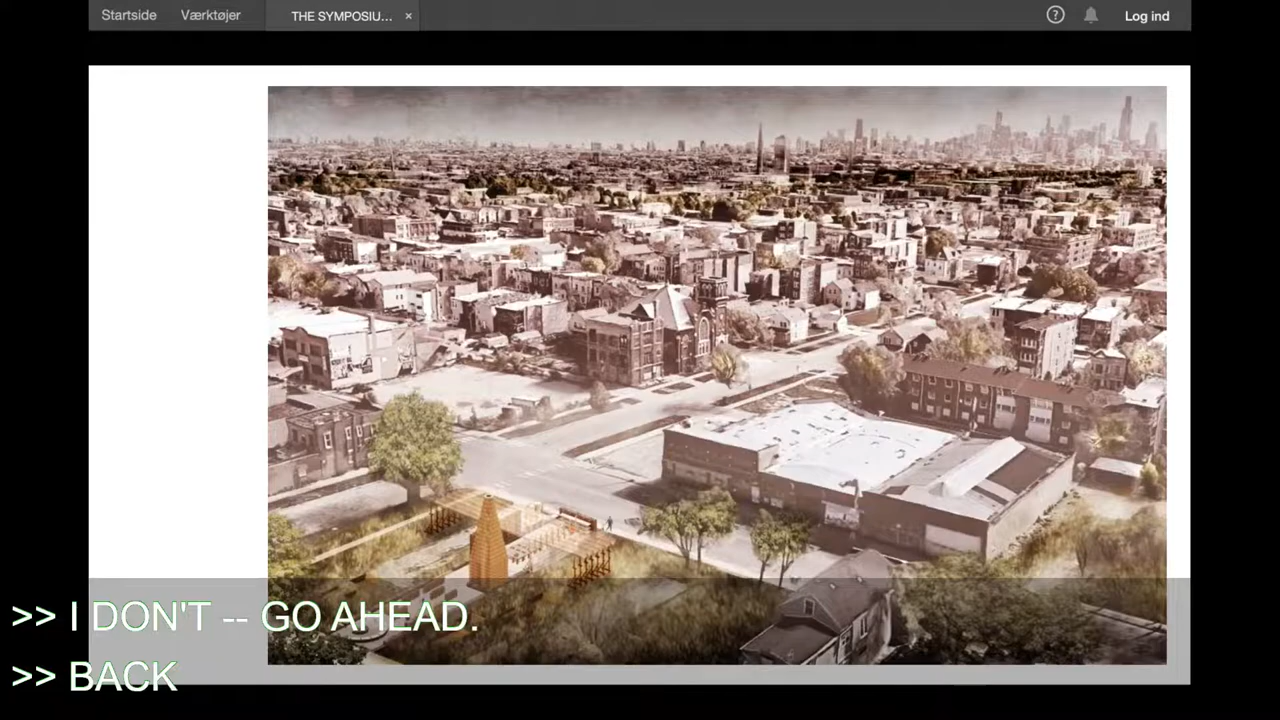 Startside Værktøjer THE SYMPOSIU... × ? Log ind
>> I DON'T -- GO AHEAD.
>> BACK